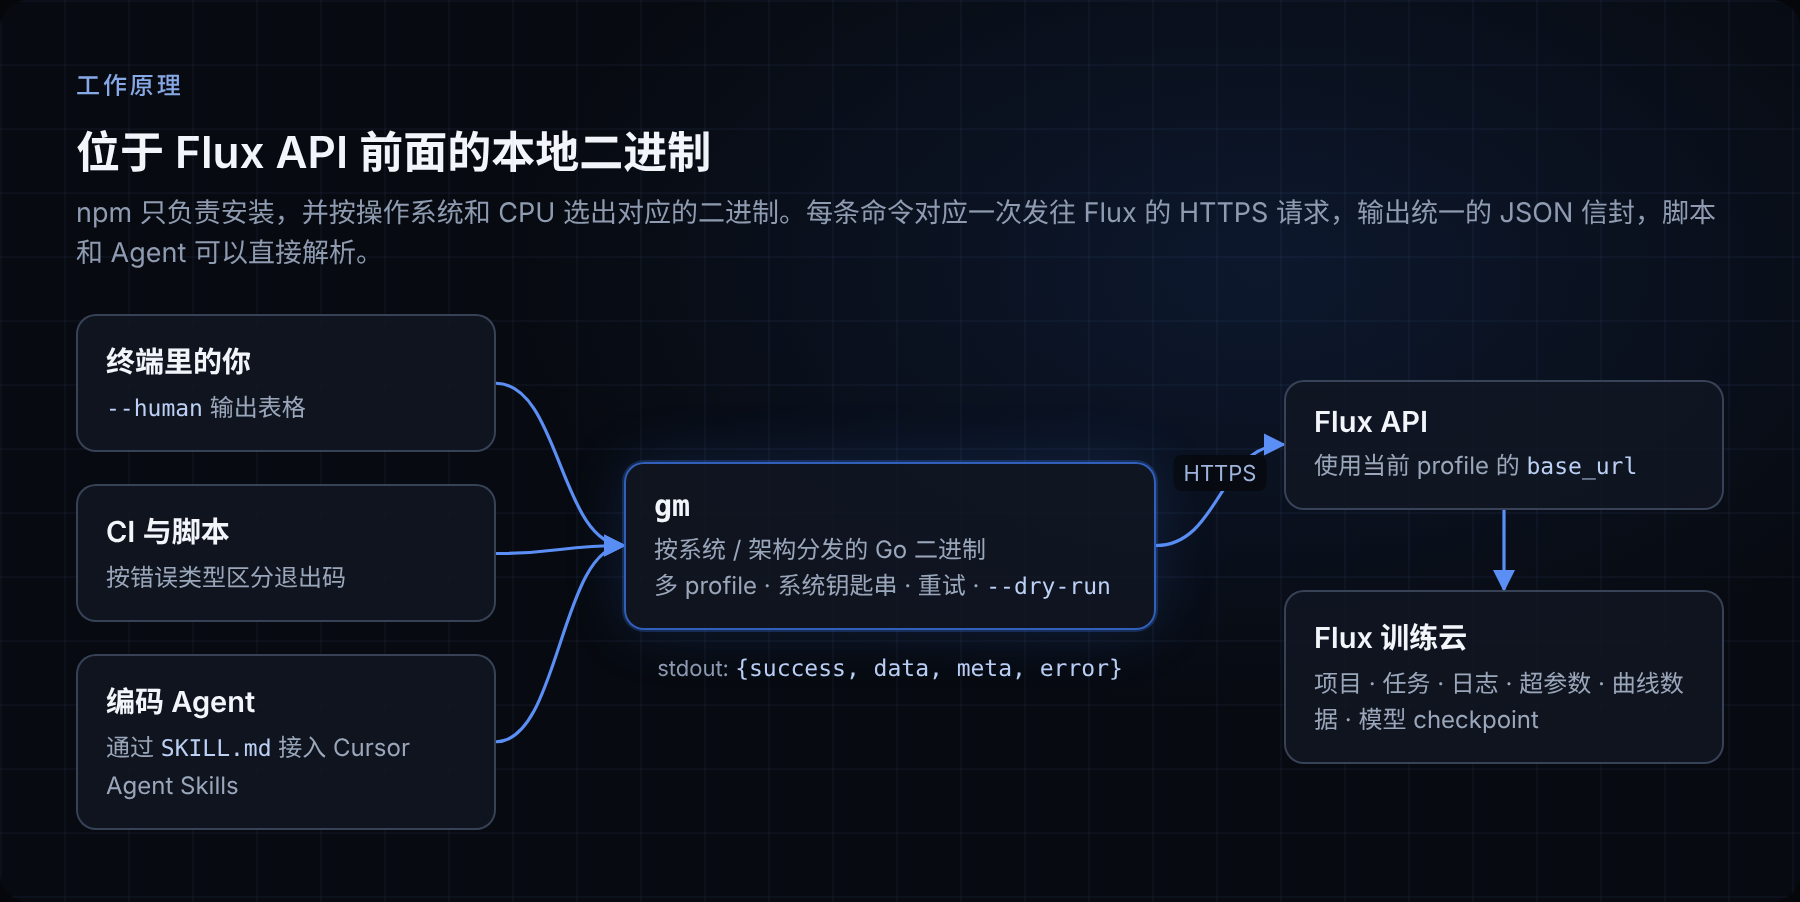 工作原理
位于 Flux API 前面的本地二进制
npm 只负责安装，并按操作系统和 CPU 选出对应的二进制。每条命令对应一次发往 Flux 的 HTTPS 请求，输出统一的 JSON 信封，脚本
和 Agent 可以直接解析。
终端里的你
--human 输出表格
CI 与脚本
按错误类型区分退出码
编码 Agent
通过 SKILL.md 接入 Cursor
Agent Skills
gm
按系统 / 架构分发的 Go 二进制
多 profile · 系统钥匙串 · 重试 · --dry-run
stdout: {success, data, meta, error}
HTTPS
Flux API
使用当前 profile 的 base_url
Flux 训练云
项目 · 任务 · 日志 · 超参数 · 曲线数
据 · 模型 checkpoint